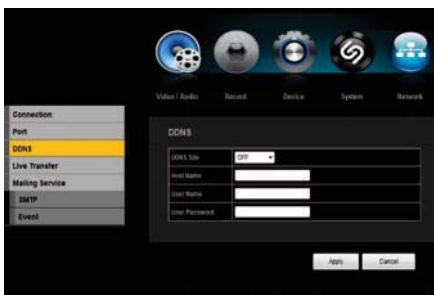 Video / Audio Record Device System Network
Connection
Port
DDNS
Live Transfer
Mailing Service
SMTP
Event
DDNS
DDNS Site OFF
Host Name
User Name
User Password
Apply Cancel